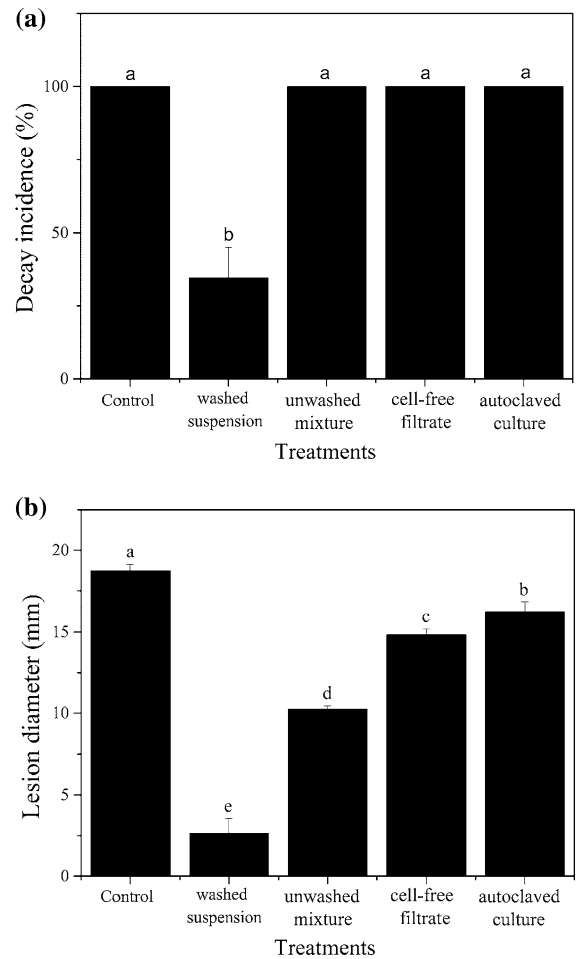 (a)
Decay incidence (%)
100
50
0
a
b
a
a
a
Control
washed
suspension
unwashed
mixture
cell-free
filtrate
autoclaved
culture
Treatments
(b)
Lesion diameter (mm)
20
15
10
5
0
a
e
d
c
b
Control
washed
suspension
unwashed
mixture
cell-free
filtrate
autoclaved
culture
Treatments